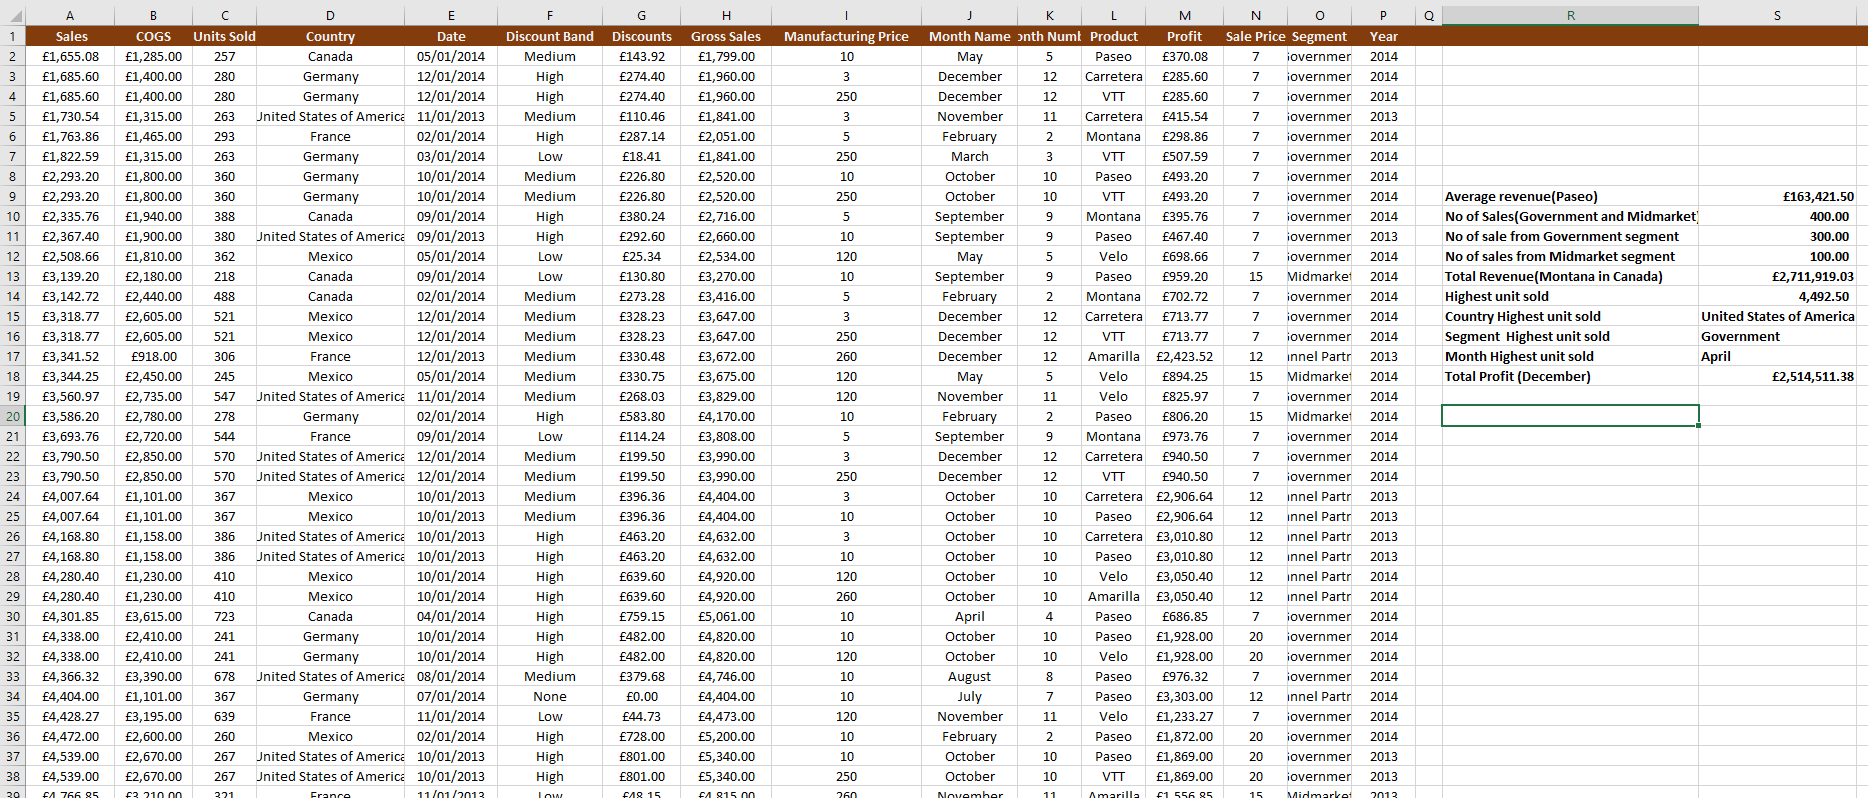 A B C D E F G H I J K L M N O P Q R S
1 Sales COGS Units Sold Country Date Discount Band Discounts Gross Sales Manufacturing Price Month Name onth Numb Product Profit Sale Price Segment Year
2 £1,655.08 £1,285.00 257 Canada 05/01/2014 Medium £143.92 £1,799.00 10 May 5 Paseo £370.08 7 Governmer 2014
3 £1,685.60 £1,400.00 280 Germany 12/01/2014 High £274.40 £1,960.00 3 December 12 Carretera £285.60 7 Governmer 2014
4 £1,685.60 £1,400.00 280 Germany 12/01/2014 High £274.40 £1,960.00 250 December 12 VTT £285.60 7 Governmer 2014
5 £1,730.54 £1,315.00 263 United States of America 11/01/2013 Medium £110.46 £1,841.00 3 November 11 Carretera £415.54 7 Governmer 2013
6 £1,763.86 £1,465.00 293 France 02/01/2014 High £287.14 £2,051.00 5 February 2 Montana £298.86 7 Governmer 2014
7 £1,822.59 £1,315.00 263 Germany 03/01/2014 Low £18.41 £1,841.00 250 March 3 VTT £507.59 7 Governmer 2014
8 £2,293.20 £1,800.00 360 Germany 10/01/2014 Medium £226.80 £2,520.00 10 October 10 Paseo £493.20 7 Governmer 2014
9 £2,293.20 £1,800.00 360 Germany 10/01/2014 Medium £226.80 £2,520.00 250 October 10 VTT £493.20 7 Governmer 2014 Average revenue(Paseo) £163,421.50
10 £2,335.76 £1,940.00 388 Canada 09/01/2014 High £380.24 £2,716.00 5 September 9 Montana £395.76 7 Governmer 2014 No of Sales(Government and Midmarket) 400.00
11 £2,367.40 £1,900.00 380 United States of America 09/01/2013 High £292.60 £2,660.00 10 September 9 Paseo £467.40 7 Governmer 2013 No of sale from Government segment 300.00
12 £2,508.66 £1,810.00 362 Mexico 05/01/2014 Low £25.34 £2,534.00 120 May 5 Velo £698.66 7 Governmer 2014 No of sales from Midmarket segment 100.00
13 £3,139.20 £2,180.00 218 Canada 09/01/2014 Low £130.80 £3,270.00 10 September 9 Paseo £959.20 15 Midmarket 2014 Total Revenue(Montana in Canada) £2,711,919.03
14 £3,142.72 £2,440.00 488 Canada 02/01/2014 Medium £273.28 £3,416.00 5 February 2 Montana £702.72 7 Governmer 2014 Highest unit sold 4,492.50
15 £3,318.77 £2,605.00 521 Mexico 12/01/2014 Medium £328.23 £3,647.00 3 December 12 Carretera £713.77 7 Governmer 2014 Country Highest unit sold United States of America
16 £3,318.77 £2,605.00 521 Mexico 12/01/2014 Medium £328.23 £3,647.00 250 December 12 VTT £713.77 7 Governmer 2014 Segment Highest unit sold Government
17 £3,341.52 £918.00 306 France 12/01/2013 Medium £330.48 £3,672.00 260 December 12 Amarilla £2,423.52 12 annel Partr 2013 Month Highest unit sold April
18 £3,344.25 £2,450.00 245 Mexico 05/01/2014 Medium £330.75 £3,675.00 120 May 5 Velo £894.25 15 Midmarket 2014 Total Profit (December) £2,514,511.38
19 £3,560.97 £2,735.00 547 United States of America 11/01/2014 Medium £268.03 £3,829.00 120 November 11 Velo £825.97 7 Governmer 2014
20 £3,586.20 £2,780.00 278 Germany 02/01/2014 High £583.80 £4,170.00 10 February 2 Paseo £806.20 15 Midmarket 2014
21 £3,693.76 £2,720.00 544 France 09/01/2014 Low £114.24 £3,808.00 5 September 9 Montana £973.76 7 Governmer 2014
22 £3,790.50 £2,850.00 570 United States of America 12/01/2014 Medium £199.50 £3,990.00 3 December 12 Carretera £940.50 7 Governmer 2014
23 £3,790.50 £2,850.00 570 United States of America 12/01/2014 Medium £199.50 £3,990.00 250 December 12 VTT £940.50 7 Governmer 2014
24 £4,007.64 £1,101.00 367 Mexico 10/01/2013 Medium £396.36 £4,404.00 3 October 10 Carretera £2,906.64 12 annel Partr 2013
25 £4,007.64 £1,101.00 367 Mexico 10/01/2013 Medium £396.36 £4,404.00 10 October 10 Paseo £2,906.64 12 annel Partr 2013
26 £4,168.80 £1,158.00 386 United States of America 10/01/2013 High £463.20 £4,632.00 3 October 10 Carretera £3,010.80 12 annel Partr 2013
27 £4,168.80 £1,158.00 386 United States of America 10/01/2013 High £463.20 £4,632.00 10 October 10 Paseo £3,010.80 12 annel Partr 2013
28 £4,280.40 £1,230.00 410 Mexico 10/01/2014 High £639.60 £4,920.00 120 October 10 Velo £3,050.40 12 annel Partr 2014
29 £4,280.40 £1,230.00 410 Mexico 10/01/2014 High £639.60 £4,920.00 260 October 10 Amarilla £3,050.40 12 annel Partr 2014
30 £4,301.85 £3,615.00 723 Canada 04/01/2014 High £759.15 £5,061.00 10 April 4 Paseo £686.85 7 Governmer 2014
31 £4,338.00 £2,410.00 241 Germany 10/01/2014 High £482.00 £4,820.00 10 October 10 Paseo £1,928.00 20 Governmer 2014
32 £4,338.00 £2,410.00 241 Germany 10/01/2014 High £482.00 £4,820.00 120 October 10 Velo £1,928.00 20 Governmer 2014
33 £4,366.32 £3,390.00 678 United States of America 08/01/2014 Medium £379.68 £4,746.00 10 August 8 Paseo £976.32 7 Governmer 2014
34 £4,404.00 £1,101.00 367 Germany 07/01/2014 None £0.00 £4,404.00 10 July 7 Paseo £3,303.00 12 annel Partr 2014
35 £4,428.27 £3,195.00 639 France 11/01/2014 Low £44.73 £4,473.00 120 November 11 Velo £1,233.27 7 Governmer 2014
36 £4,472.00 £2,600.00 260 Mexico 02/01/2014 High £728.00 £5,200.00 10 February 2 Paseo £1,872.00 20 Governmer 2014
37 £4,539.00 £2,670.00 267 United States of America 10/01/2013 High £801.00 £5,340.00 10 October 10 Paseo £1,869.00 20 Governmer 2013
38 £4,539.00 £2,670.00 267 United States of America 10/01/2013 High £801.00 £5,340.00 250 October 10 VTT £1,869.00 20 Governmer 2013
39 £4,766.85 £3,210.00 321 France 11/01/2013 Low £48.15 £4,815.00 260 November 11 Amarilla £1,556.85 15 Midmarket 2013